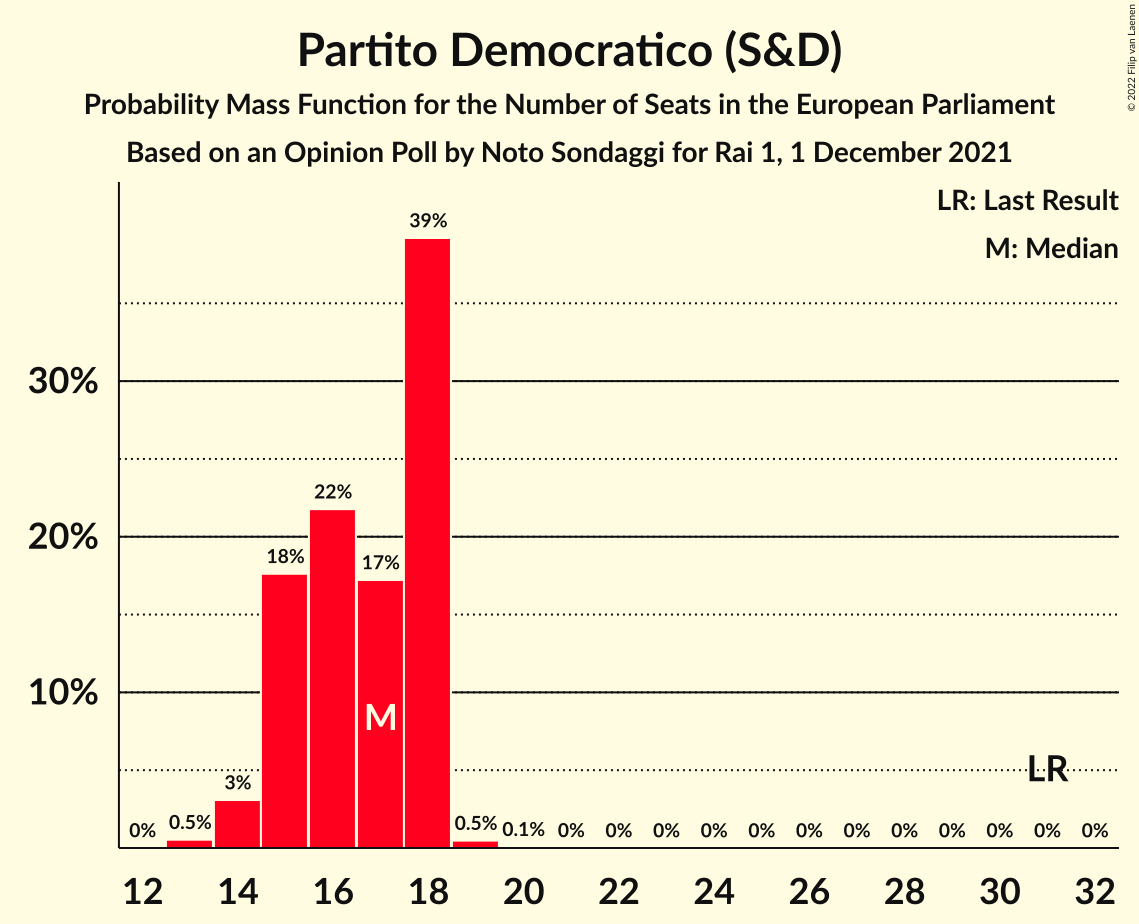 Partito Democratico (S&D)
Probability Mass Function for the Number of Seats in the European Parliament
Based on an Opinion Poll by Noto Sondaggi for Rai 1, 1 December 2021
© 2022 Filip van Laenen
LR: Last Result
M: Median
39%
30%
22%
20%
18%
17%
10%
M
LR
3%
0% 0.5% 0.5% 0.1% 0% 0% 0% 0% 0% 0% 0% 0% 0% 0% 0% 0%
12 14 16 18 20 22 24 26 28 30 32